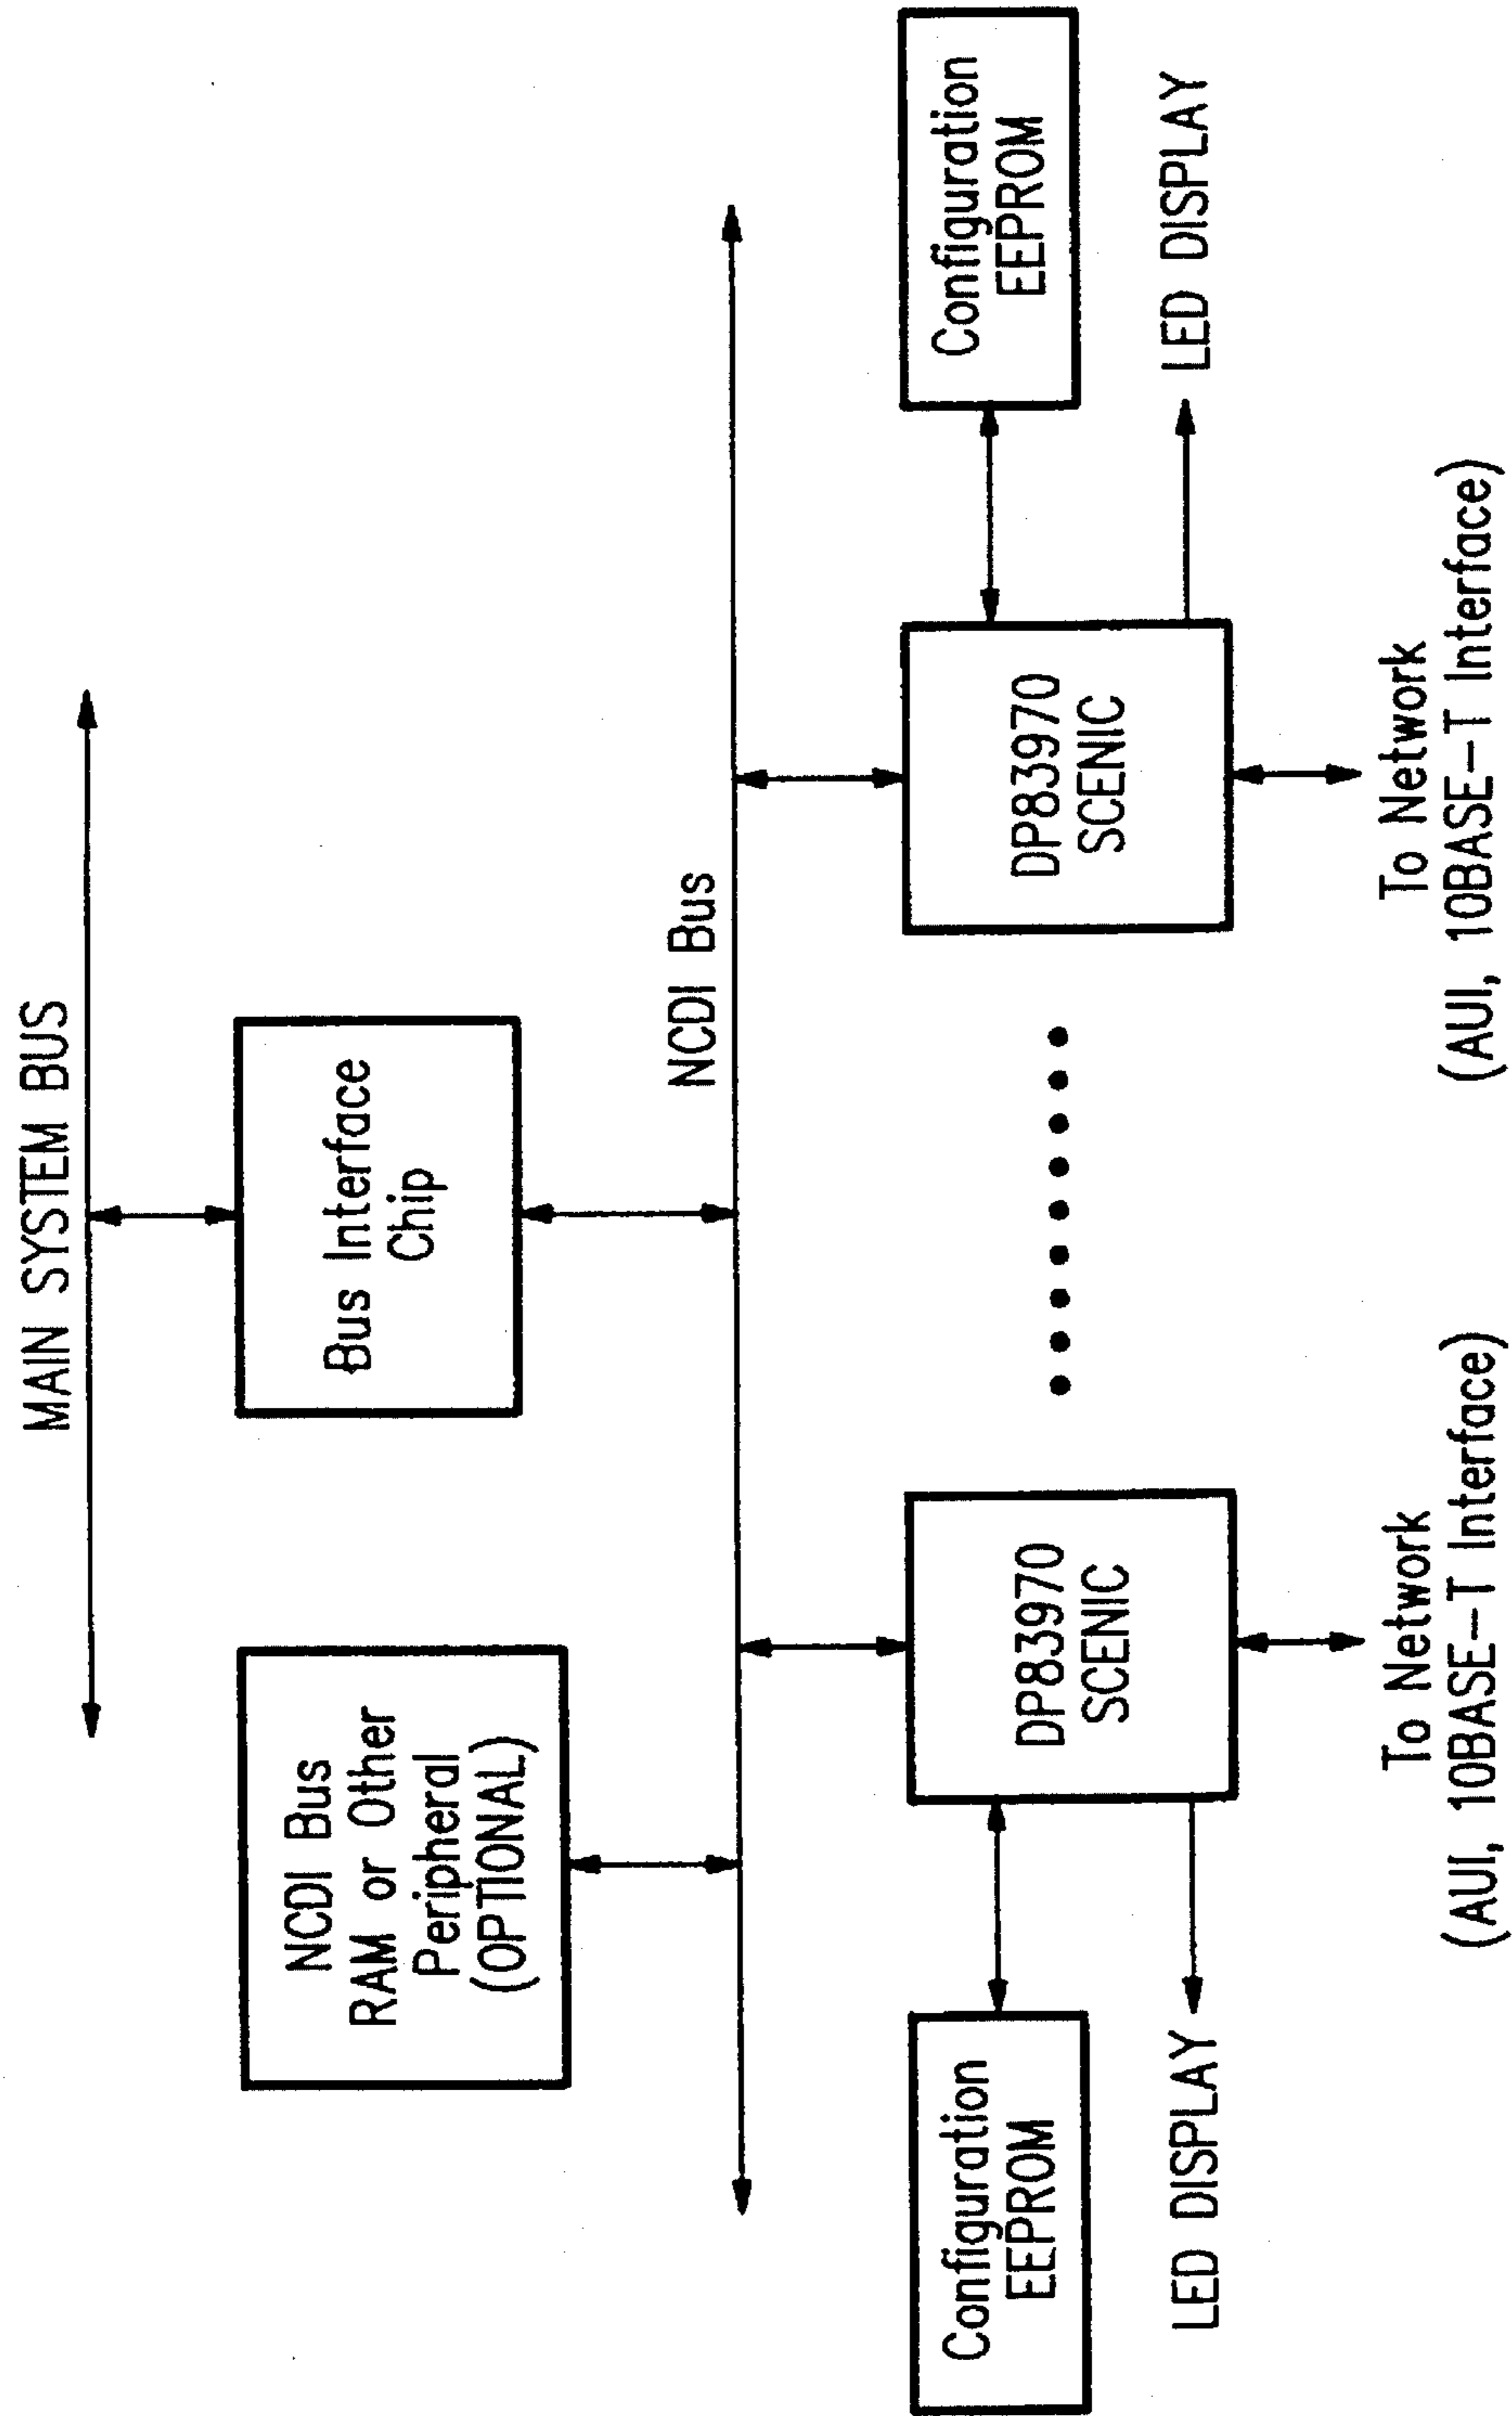 MAIN SYSTEM BUS
NCDI Bus
RAM or Other
Peripheral
(OPTIONAL)
Bus Interface
Chip
NCDI Bus
Configuration
EEPROM
LED DISPLAY
DP83970
SCENIC
To Network
(AUI, 10BASE-T Interface)
DP83970
SCENIC
To Network
(AUI, 10BASE-T Interface)
Configuration
EEPROM
LED DISPLAY